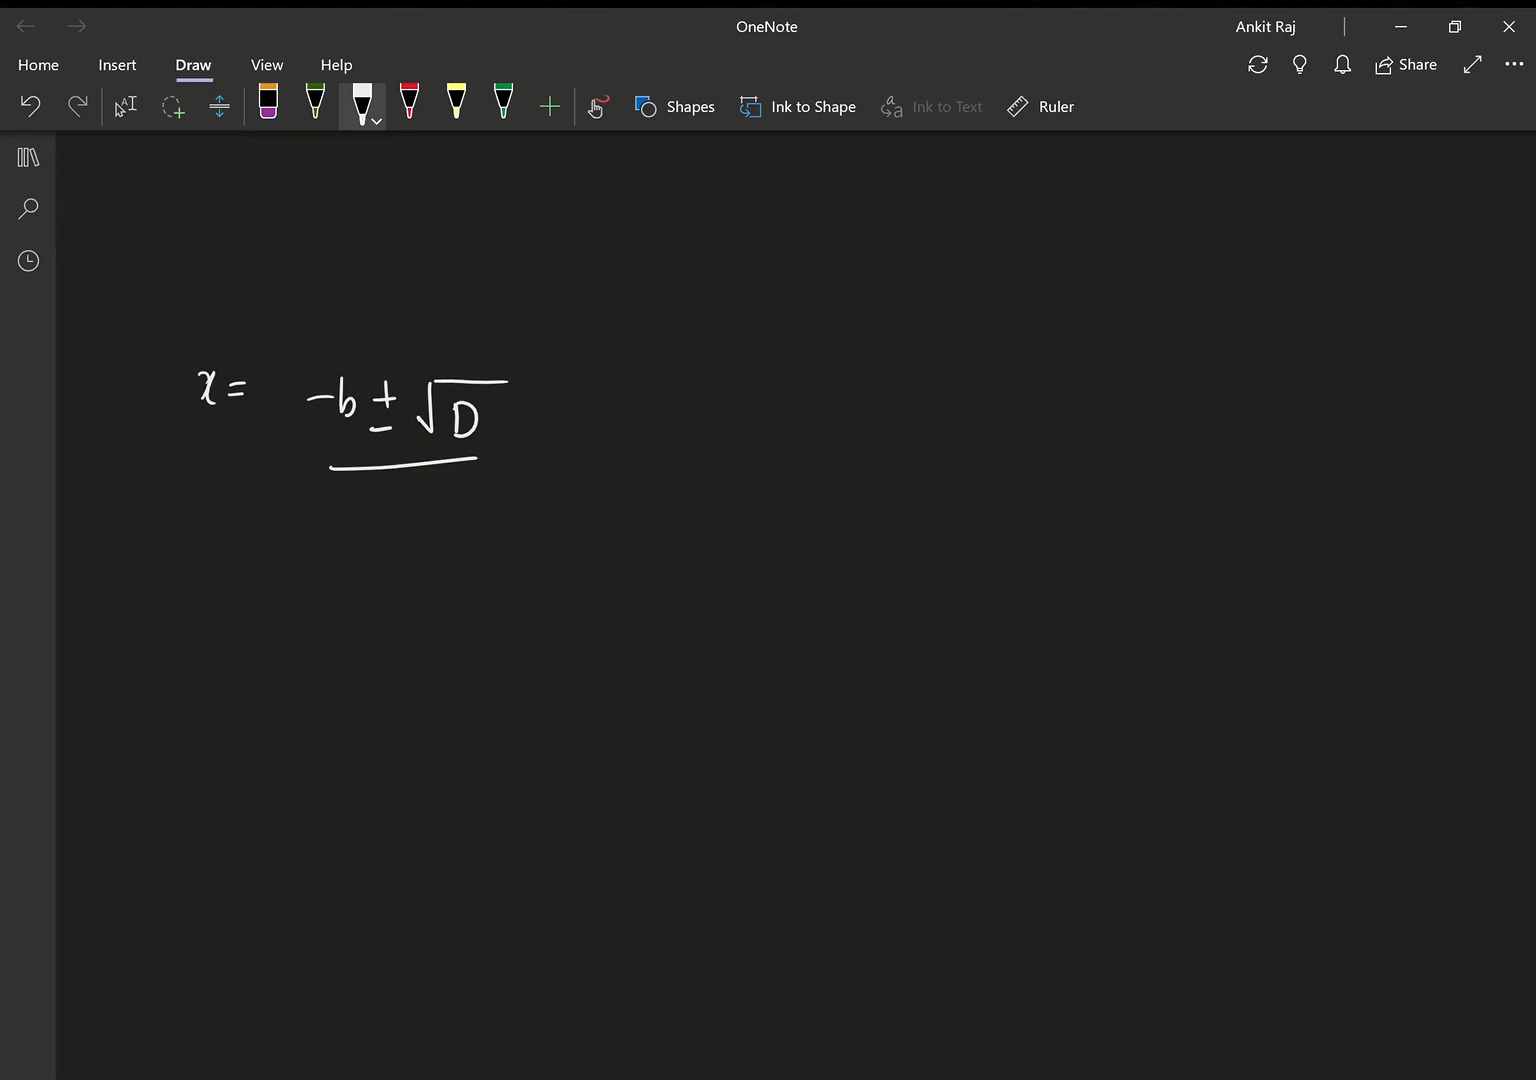 OneNote
Ankit Raj
Home Insert Draw View Help
Share
Shapes Ink to Shape Ink to Text Ruler
x = -b ± √D